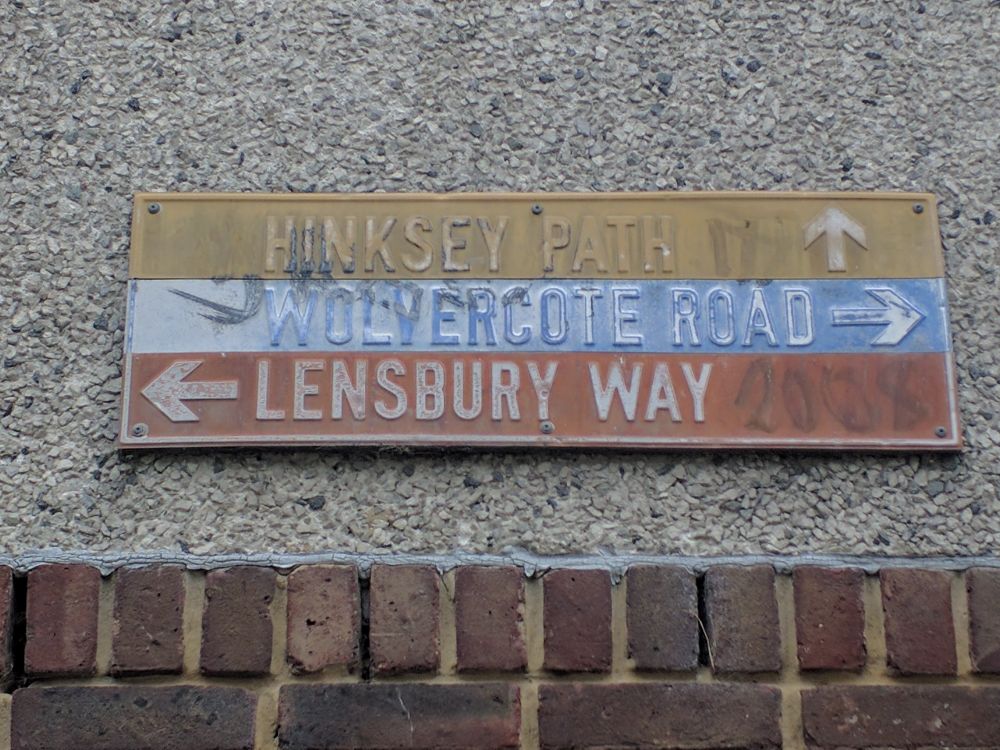 HINKSEY PATH
WOLVERCOTE ROAD
LENSBURY WAY